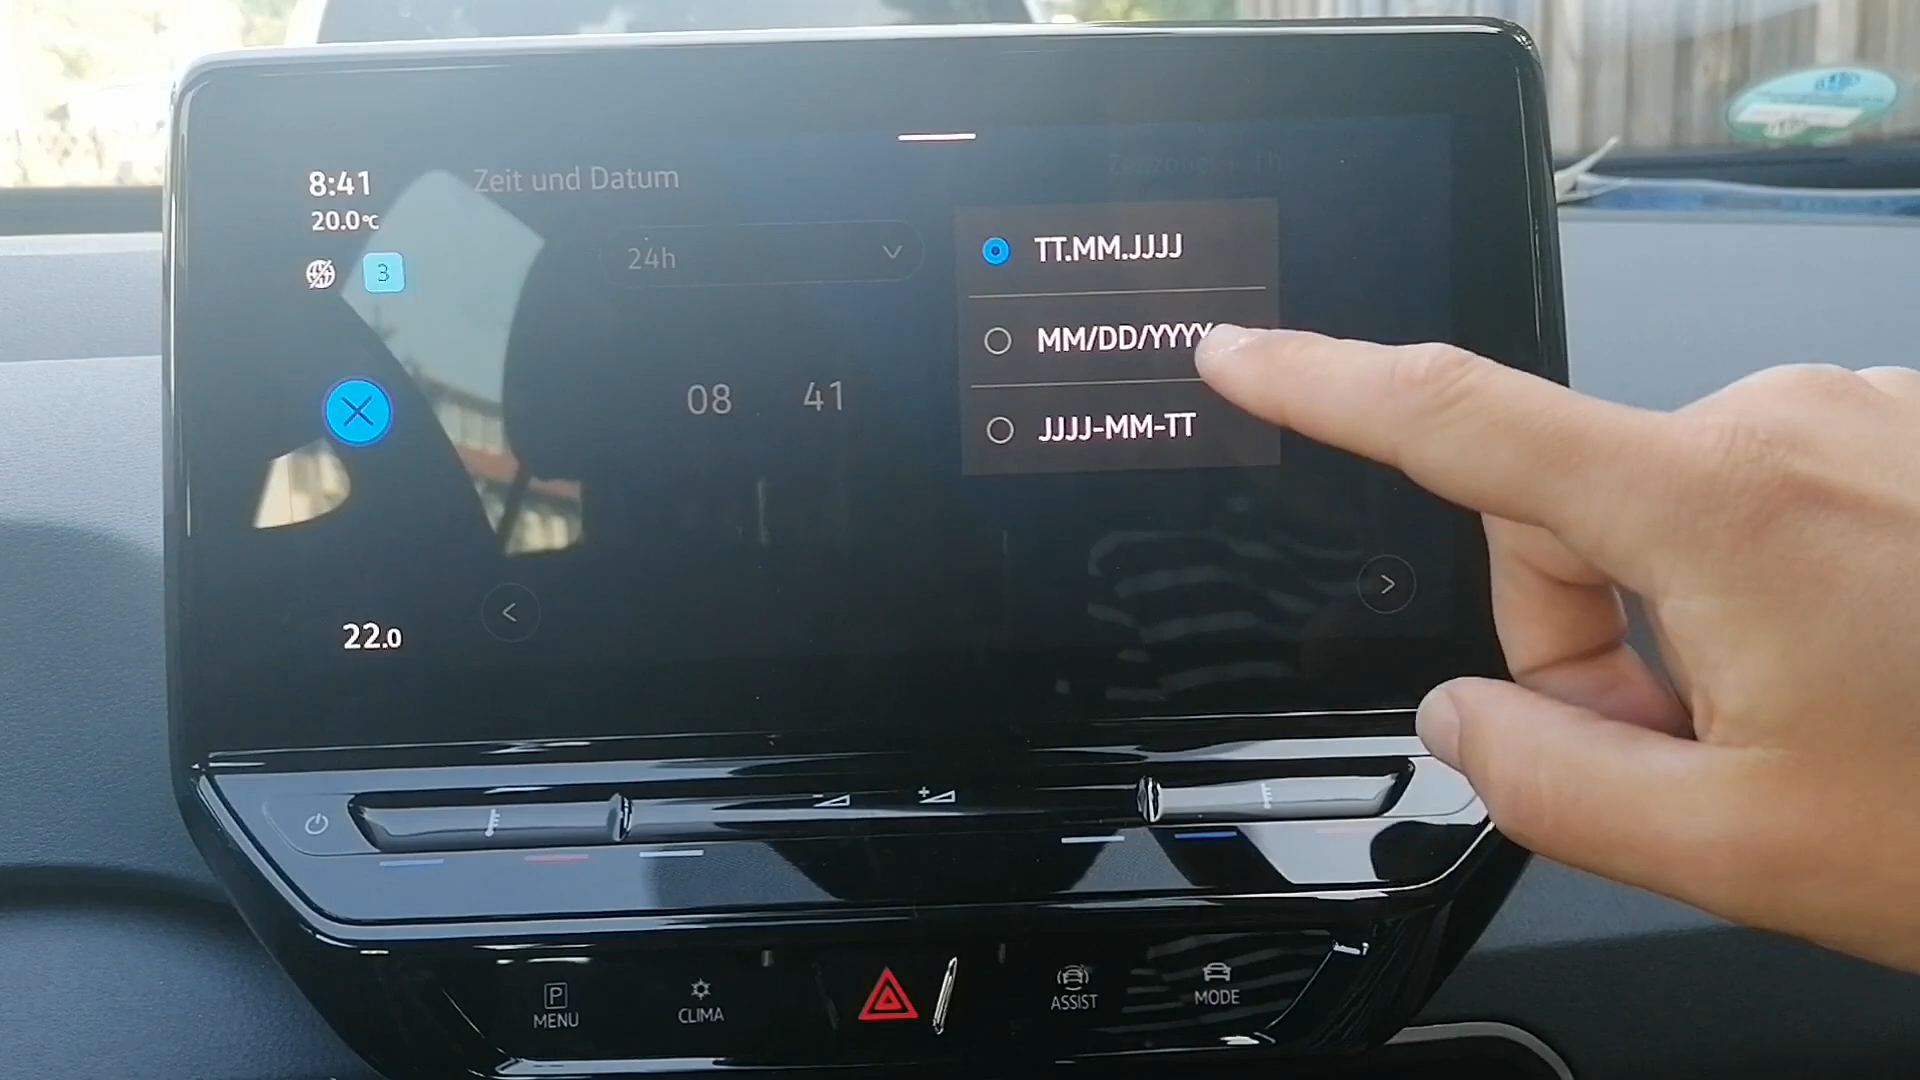 8:41
20.0°C
3
Zeit und Datum
24h
08
41
TT.MM.JJJJ
MM/DD/YYYY
JJJJ-MM-TT
22.0
P
MENU
CLIMA
ASSIST
MODE